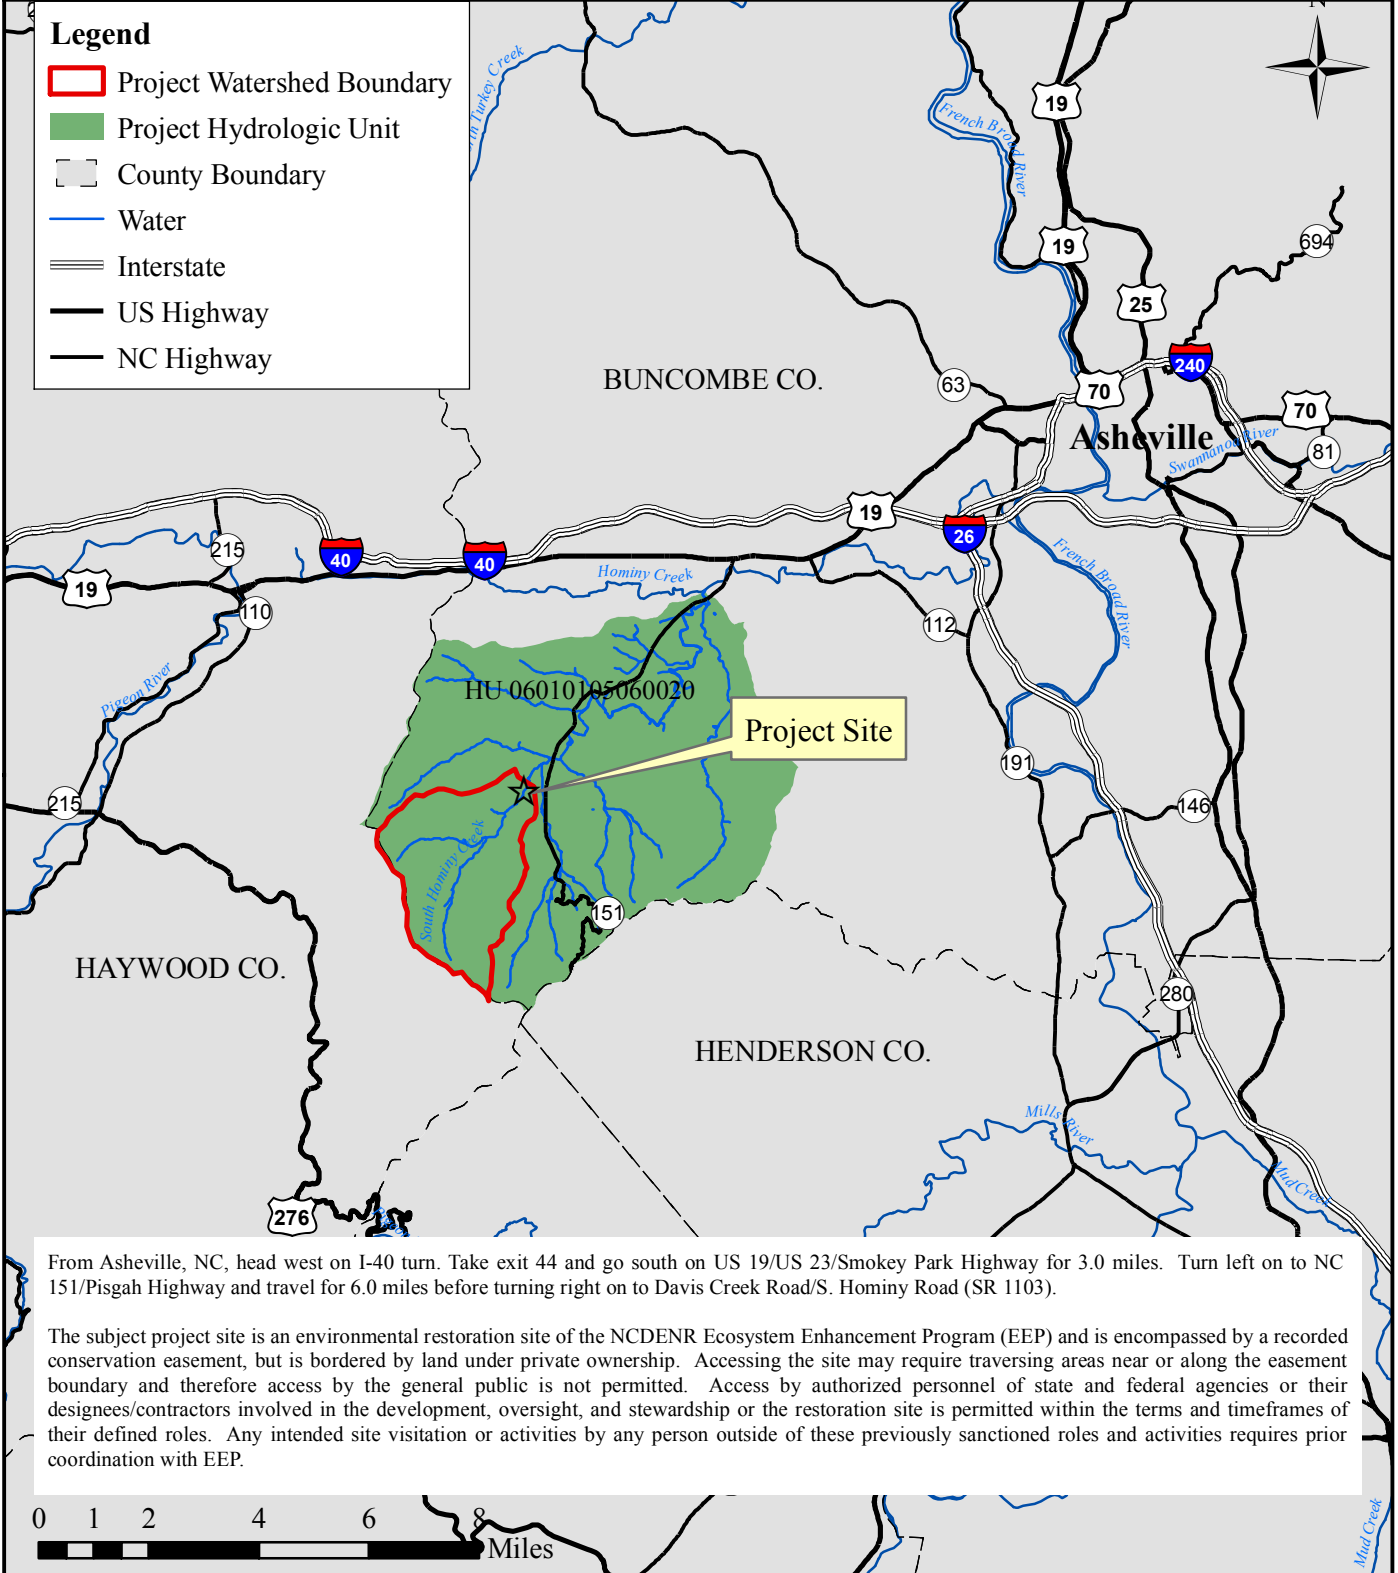 Legend
Project Watershed Boundary
Project Hydrologic Unit
County Boundary
Water
Interstate
US Highway
NC Highway
N
Turkey Creek
French Broad River
19
19
694
25
240
BUNCOMBE CO.
63
70
70
Asheville
Swannanoa River
81
19
26
215
40
40
French Broad River
Hominy Creek
19
110
112
Pigeon River
HU 06010105060020
Project Site
191
215
146
South Hominy Creek
151
HAYWOOD CO.
280
HENDERSON CO.
Mills River
Mud Creek
276
From Asheville, NC, head west on I-40 turn. Take exit 44 and go south on US 19/US 23/Smokey Park Highway for 3.0 miles. Turn left on to NC
151/Pisgah Highway and travel for 6.0 miles before turning right on to Davis Creek Road/S. Hominy Road (SR 1103).
The subject project site is an environmental restoration site of the NCDENR Ecosystem Enhancement Program (EEP) and is encompassed by a recorded
conservation easement, but is bordered by land under private ownership. Accessing the site may require traversing areas near or along the easement
boundary and therefore access by the general public is not permitted. Access by authorized personnel of state and federal agencies or their
designees/contractors involved in the development, oversight, and stewardship or the restoration site is permitted within the terms and timeframes of
their defined roles. Any intended site visitation or activities by any person outside of these previously sanctioned roles and activities requires prior
coordination with EEP.
0 1 2 4 6 8
Miles
Mud Creek